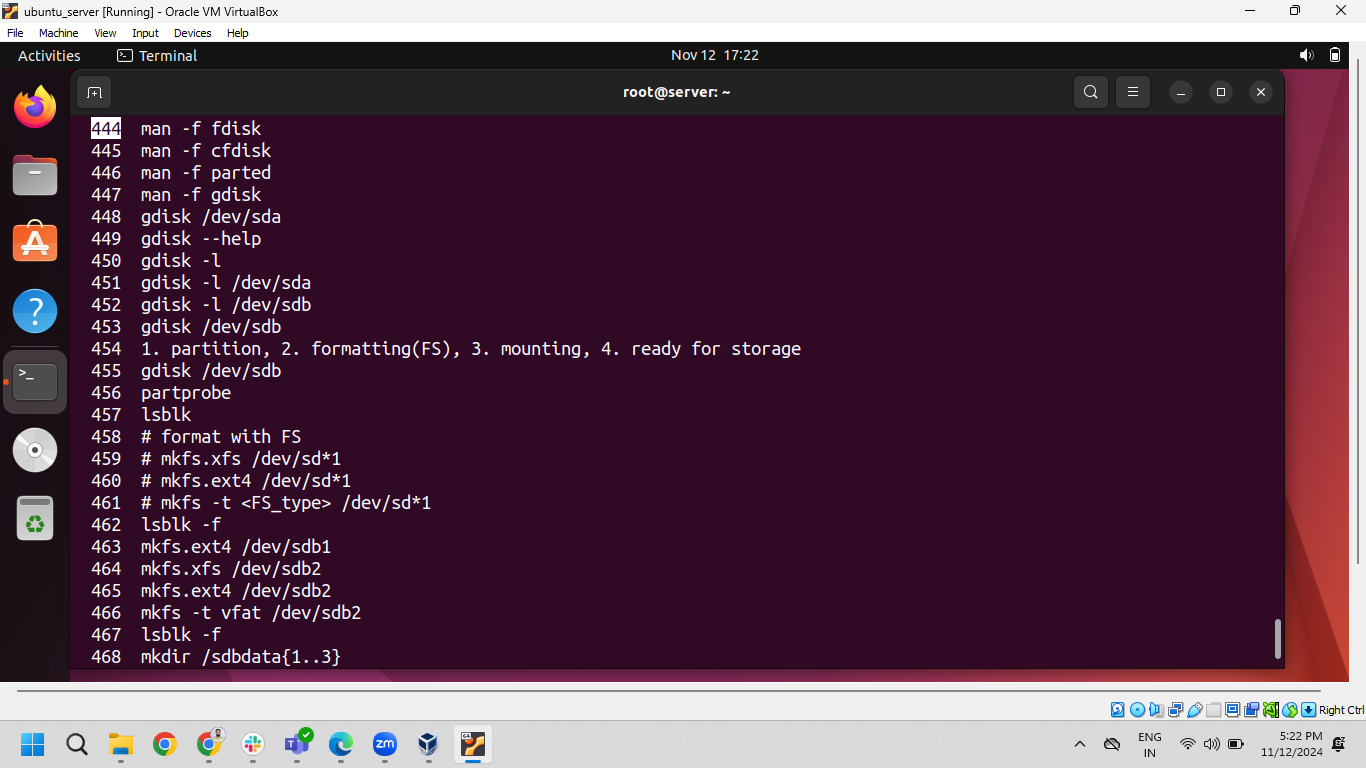 ubuntu_server [Running] - Oracle VM VirtualBox
File Machine View Input Devices Help
Activities Terminal Nov 12 17:22
root@server: ~
444 man -f fdisk
445 man -f cfdisk
446 man -f parted
447 man -f gdisk
448 gdisk /dev/sda
449 gdisk --help
450 gdisk -l
451 gdisk -l /dev/sda
452 gdisk -l /dev/sdb
453 gdisk /dev/sdb
454 1. partition, 2. formatting(FS), 3. mounting, 4. ready for storage
455 gdisk /dev/sdb
456 partprobe
457 lsblk
458 # format with FS
459 # mkfs.xfs /dev/sd*1
460 # mkfs.ext4 /dev/sd*1
461 # mkfs -t <FS_type> /dev/sd*1
462 lsblk -f
463 mkfs.ext4 /dev/sdb1
464 mkfs.xfs /dev/sdb2
465 mkfs.ext4 /dev/sdb2
466 mkfs -t vfat /dev/sdb2
467 lsblk -f
468 mkdir /sdbdata{1..3}
Right Ctrl
zm
ENG
IN
5:22 PM
11/12/2024